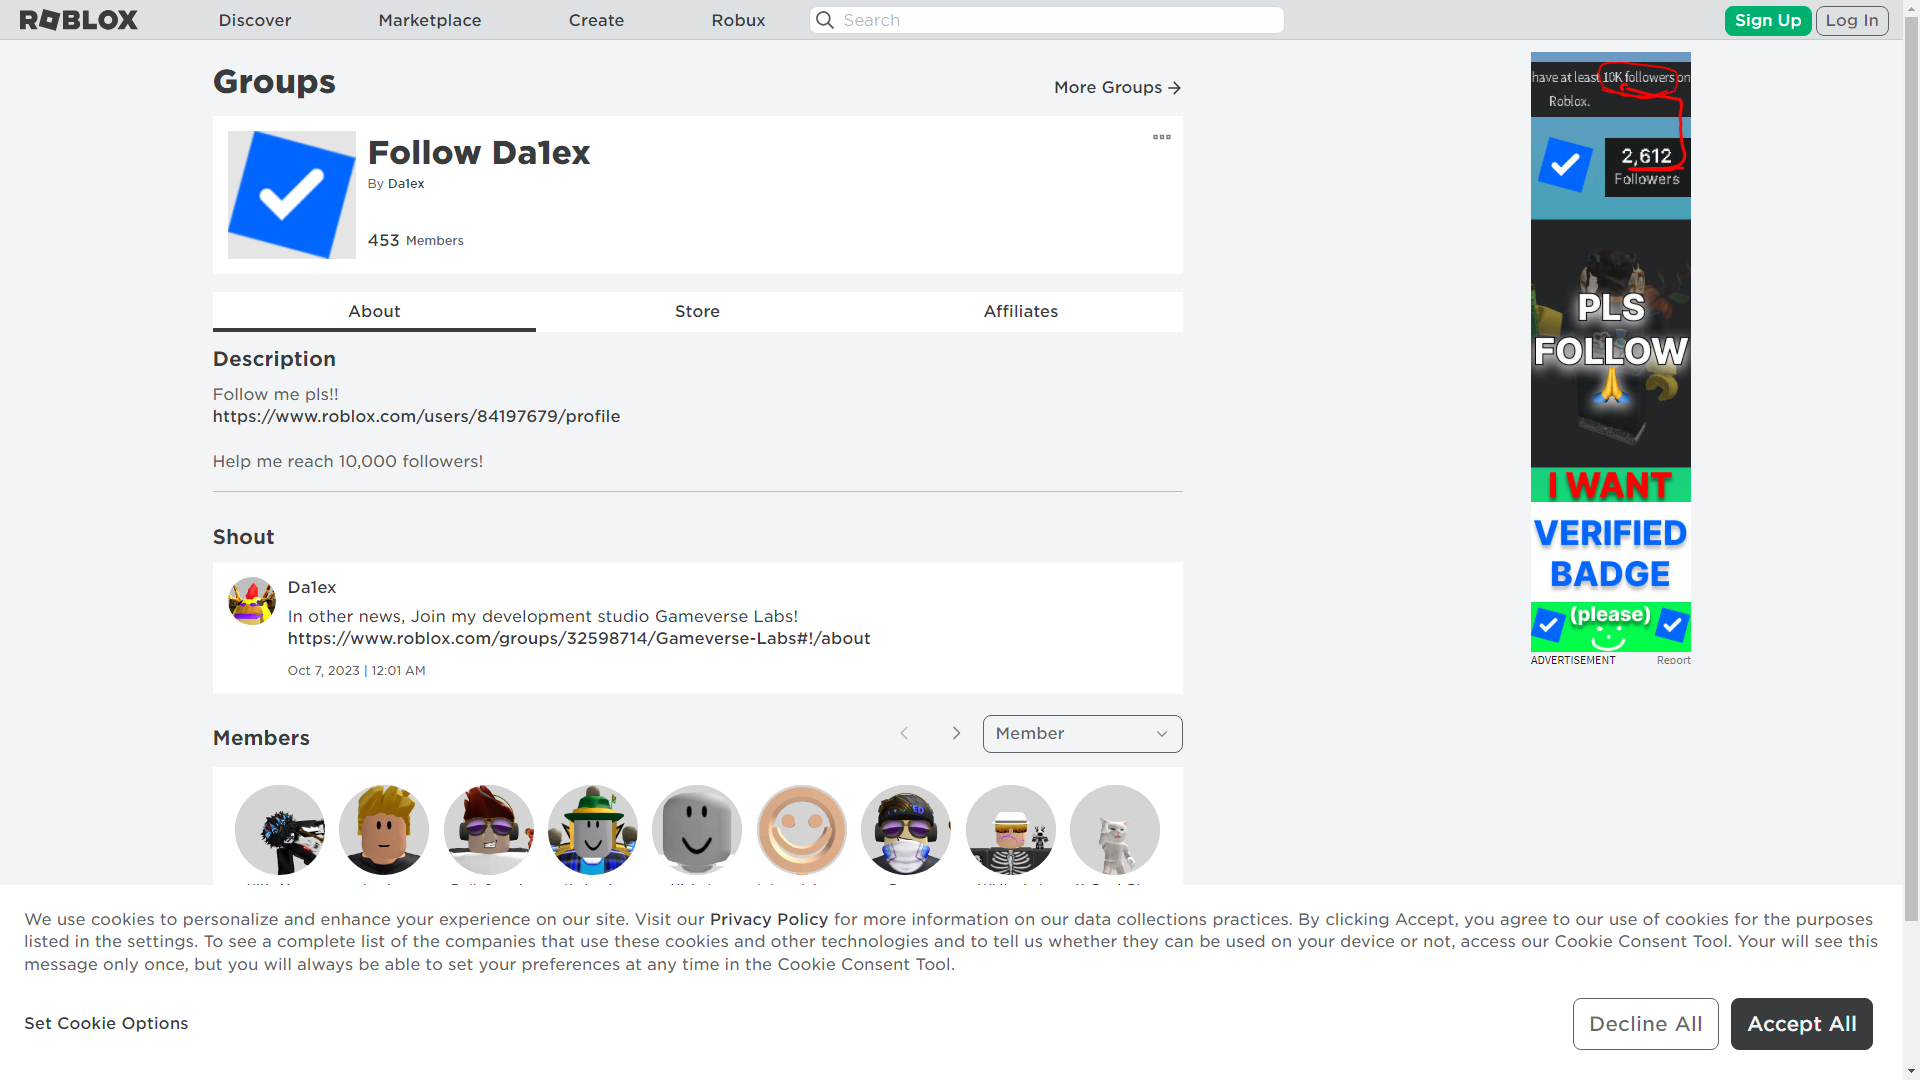 ROBLOX
Discover
Marketplace
Create
Robux
Search
Sign Up
Log In
Groups
More Groups
Follow Da1ex
By Da1ex
453 Members
About
Store
Affiliates
Description
Follow me pls!!
https://www.roblox.com/users/84197679/profile
Help me reach 10,000 followers!
Shout
Da1ex
In other news, Join my development studio Gameverse Labs!
https://www.roblox.com/groups/32598714/Gameverse-Labs#!/about
Oct 7, 2023 | 12:01 AM
Members
Member
have at least 10K followers on
Roblox.
2,612
Followers
PLS
FOLLOW
I WANT
VERIFIED
BADGE
(please)
ADVERTISEMENT
Report
We use cookies to personalize and enhance your experience on our site. Visit our Privacy Policy for more information on our data collections practices. By clicking Accept, you agree to our use of cookies for the purposes
listed in the settings. To see a complete list of the companies that use these cookies and other technologies and to tell us whether they can be used on your device or not, access our Cookie Consent Tool. Your will see this
message only once, but you will always be able to set your preferences at any time in the Cookie Consent Tool.
Set Cookie Options
Decline All
Accept All